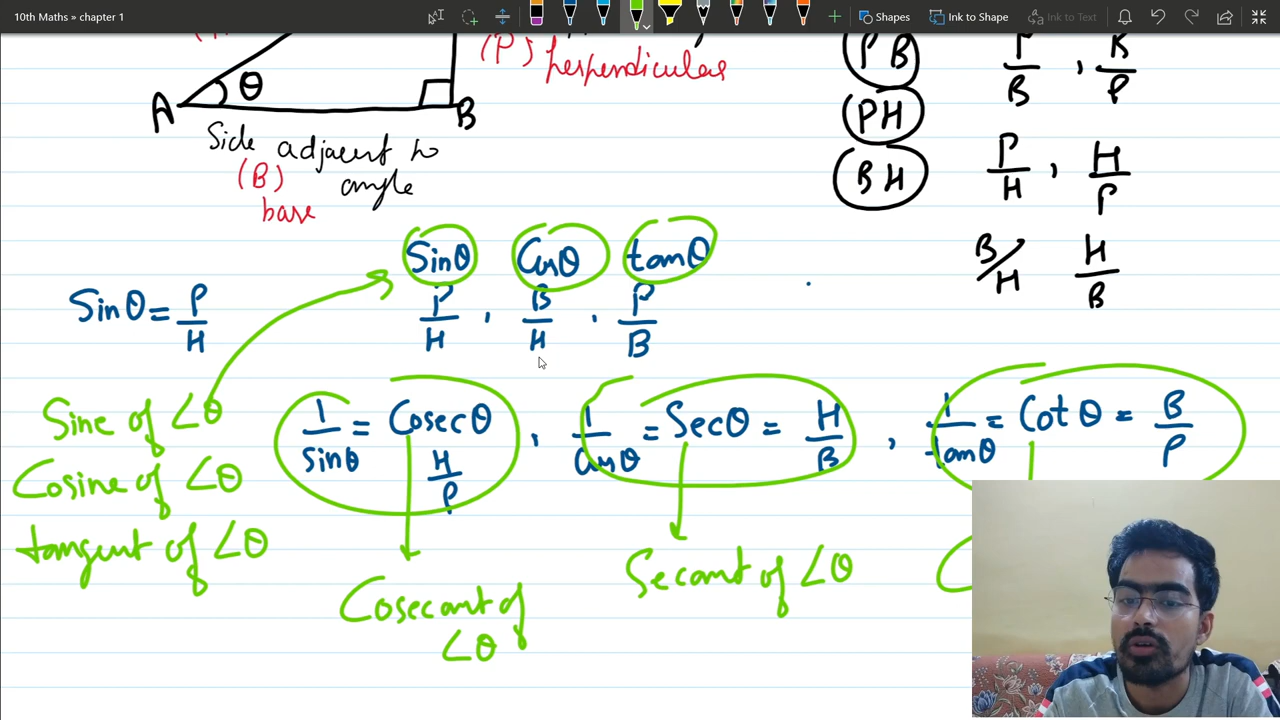 10th Maths » chapter 1
Shapes
Ink to Shape
Ink to Text
(P) perpendicular
A
θ
B
Side adjacent to
angle
(B)
base
PB
P/B , B/P
PH
P/H , H/P
BH
B/H H/B
Sinθ Cosθ tanθ
Sinθ = P/H
P/H , B/H , P/B
Sine of ∠θ
Cosine of ∠θ
tangent of ∠θ
1/sinθ = Cosecθ H/P , 1/Cosθ = Secθ = H/B , 1/tanθ = Cotθ = B/P
Cosecant of
∠θ
Secant of ∠θ